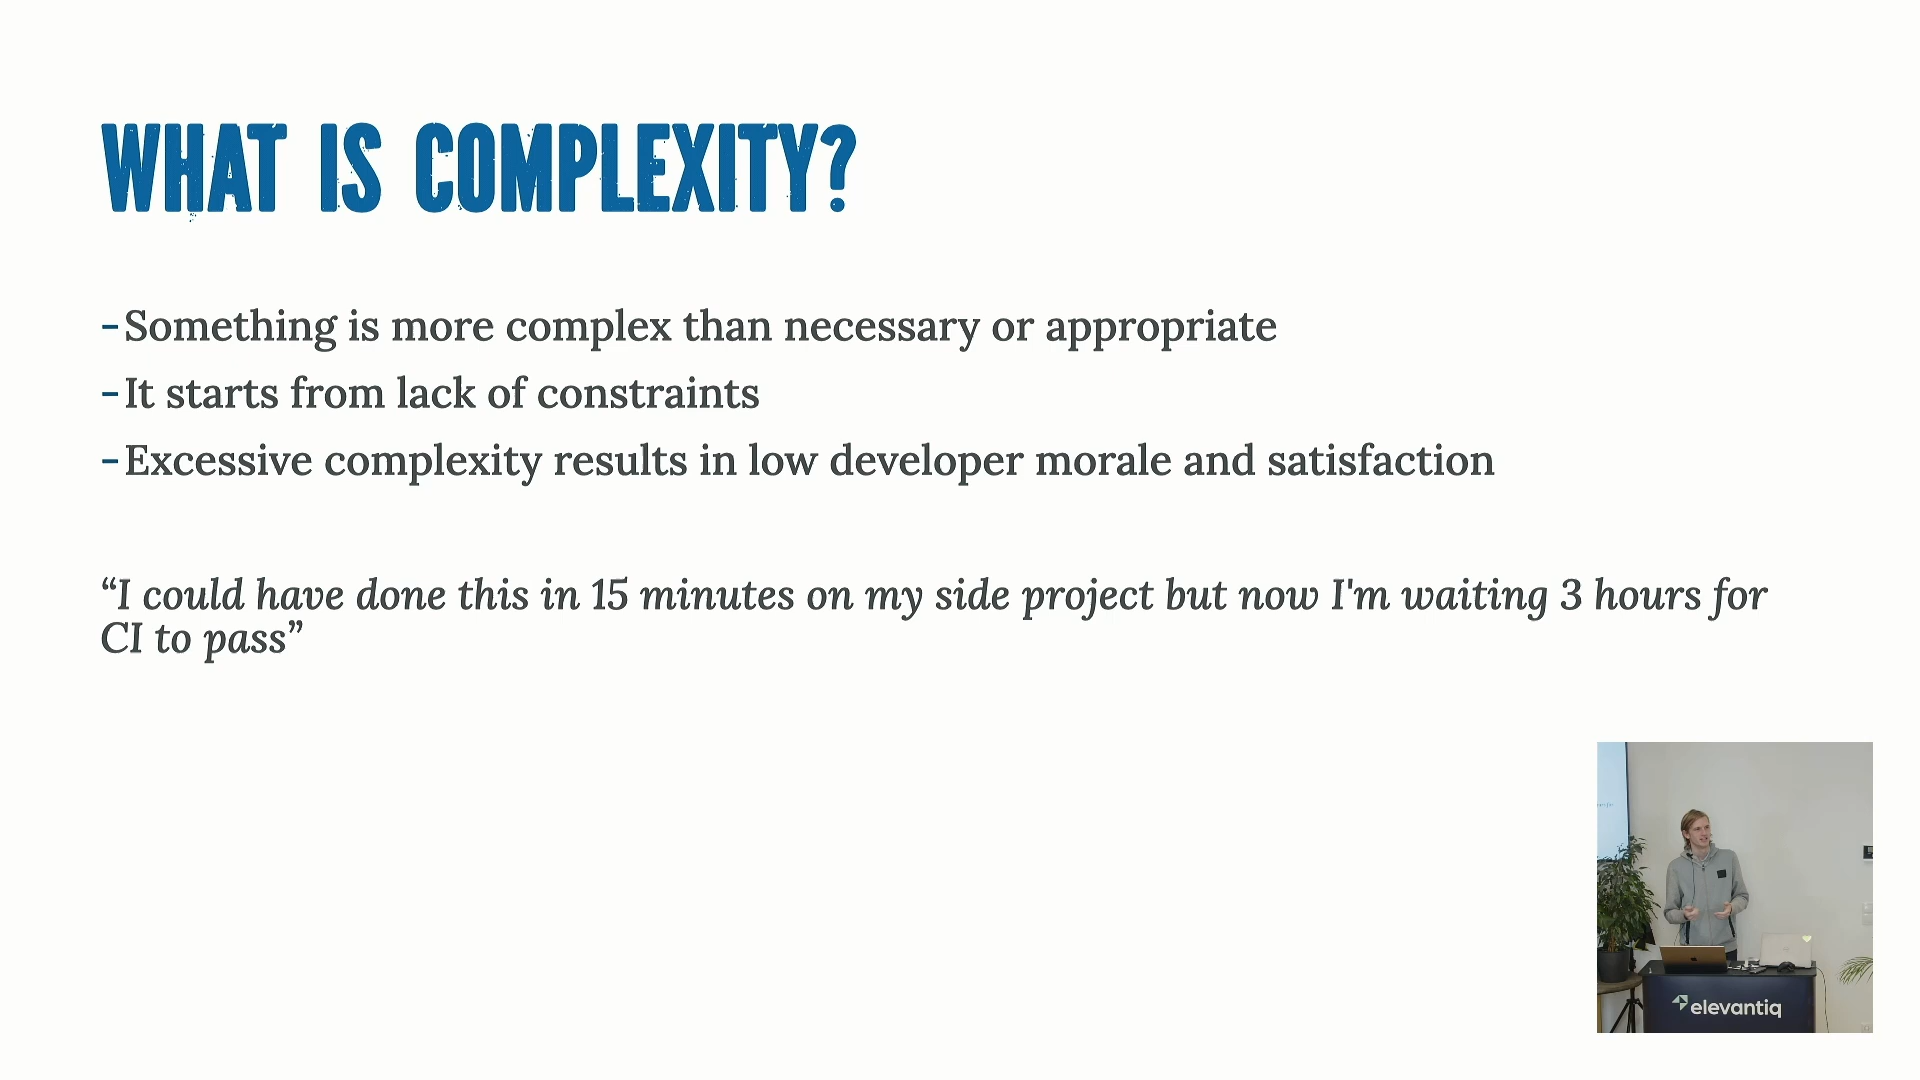 WHAT IS COMPLEXITY?
-Something is more complex than necessary or appropriate
-It starts from lack of constraints
-Excessive complexity results in low developer morale and satisfaction
“I could have done this in 15 minutes on my side project but now I'm waiting 3 hours for
CI to pass”
elevantiq